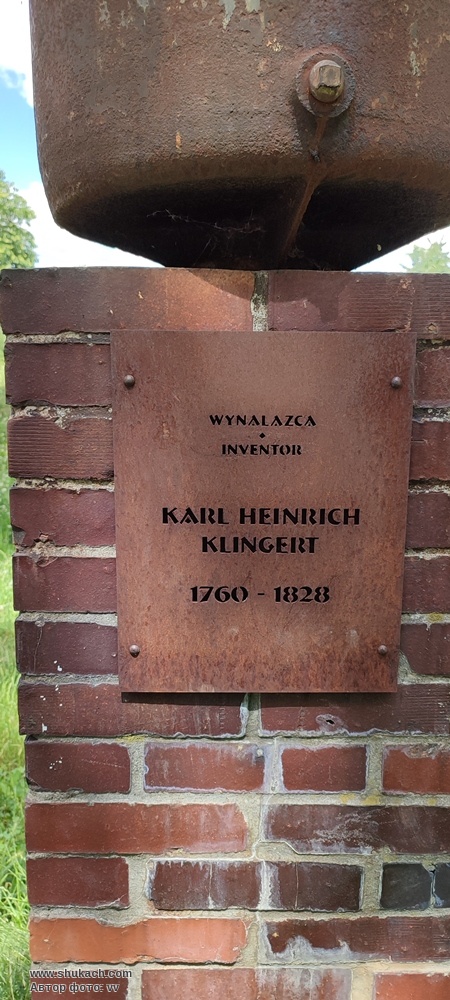 WYNALAZCA
•
INVENTOR
KARL HEINRICH
KLINGERT
1760 - 1828
www.shukach.com
Автор фото: vv